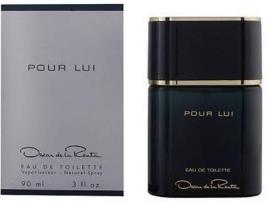 POUR LUI
Oscar de la Renta
EAU DE TOILETTE
Vaporisateur - Natural Spray
90 ml 3 fl. oz.
POUR LUI
EAU DE TOILETTE
Oscar de la Renta